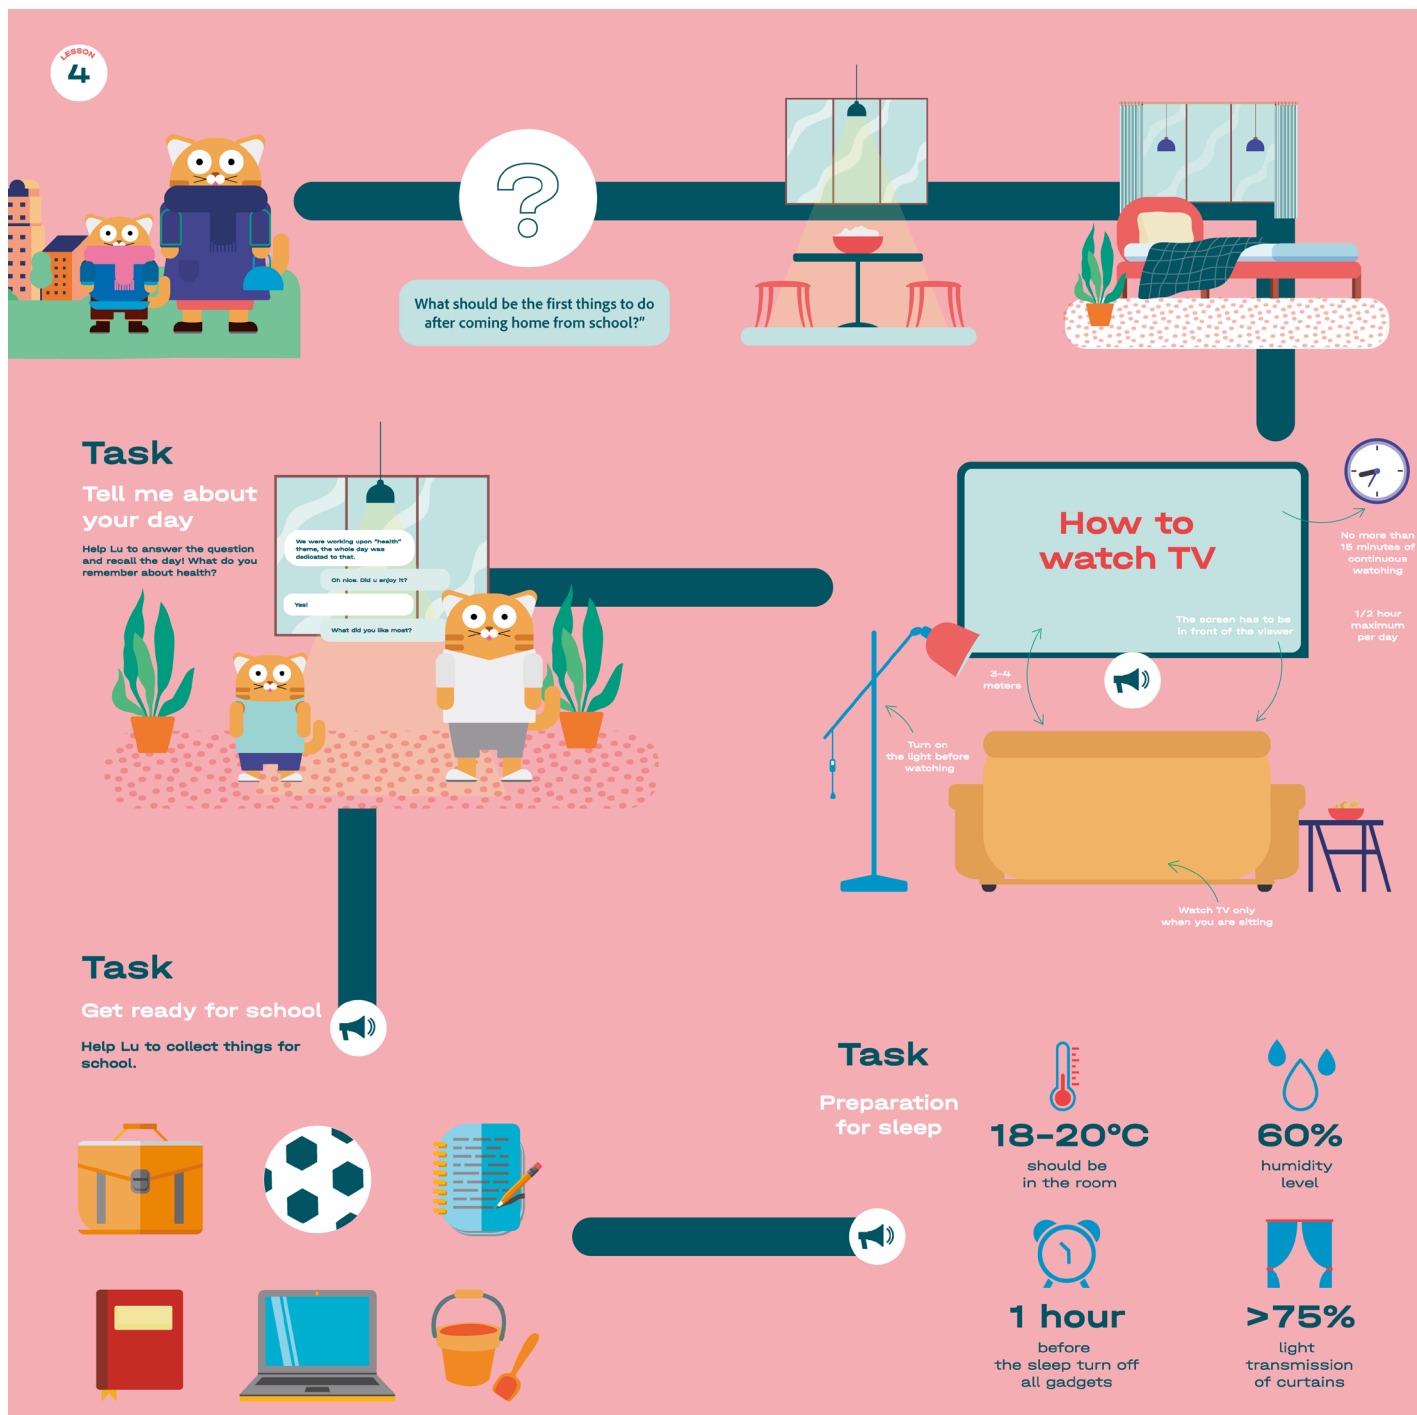 LESSON
4
What should be the first things to do
after coming home from school?”
Task
Tell me about
your day
Help Lu to answer the question
and recall the day! What do you
remember about health?
We were working upon “health”
theme, the whole day was
dedicated to that.
Oh nice. Did u enjoy it?
Yes!
What did you like most?
How to
watch TV
The screen has to be
in front of the viewer
No more than
15 minutes of
continuous
watching
1/2 hour
maximum
per day
3-4
meters
Turn on
the light before
watching
Watch TV only
when you are sitting
Task
Get ready for school
Help Lu to collect things for
school.
Task
Preparation
for sleep
18-20°C
should be
in the room
60%
humidity
level
1 hour
before
the sleep turn off
all gadgets
>75%
light
transmission
of curtains